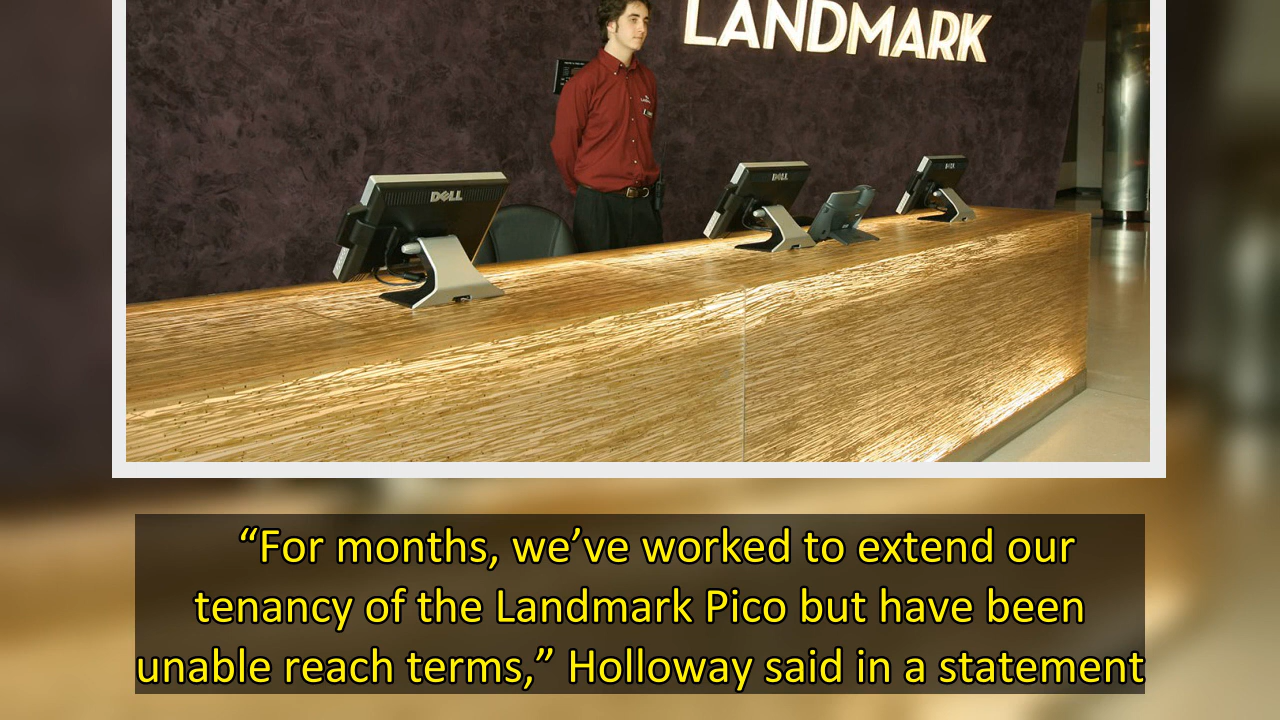 LANDMARK
DELL
DELL
DELL
“For months, we’ve worked to extend our
tenancy of the Landmark Pico but have been
unable reach terms,” Holloway said in a statement